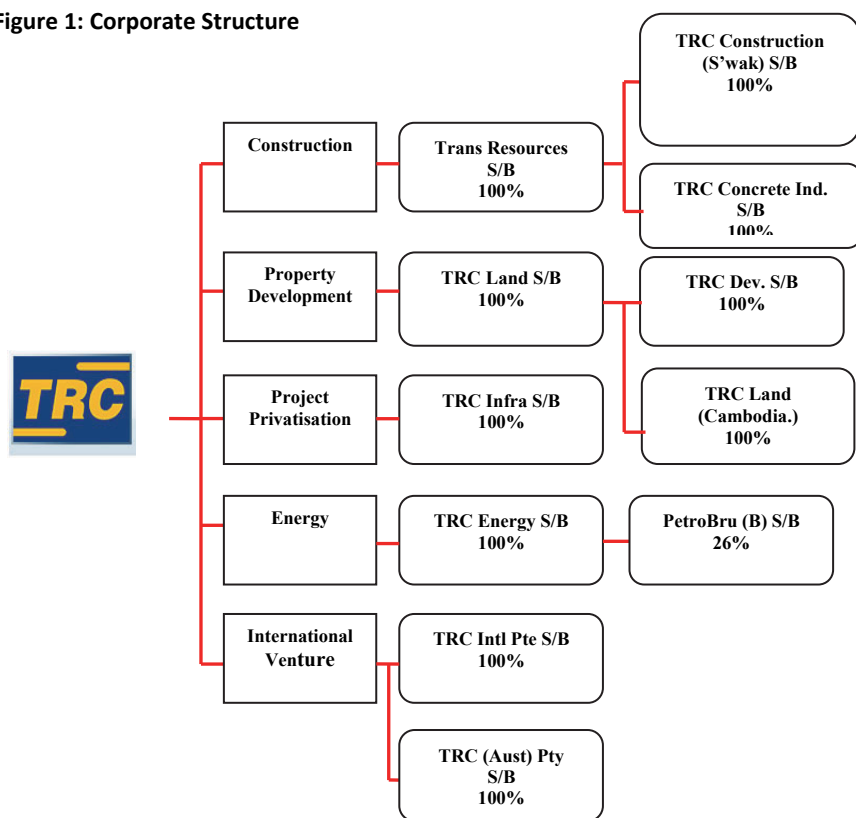 Figure 1: Corporate Structure
TRC Construction
(S'wak) S/B
100%
Construction
Trans Resources
S/B
100%
TRC Concrete Ind.
S/B
100%
Property
Development
TRC Land S/B
100%
TRC Dev. S/B
100%
TRC
Project
Privatisation
TRC Infra S/B
100%
TRC Land
(Cambodia.)
100%
Energy
TRC Energy S/B
100%
PetroBru (B) S/B
26%
International
Venture
TRC Intl Pte S/B
100%
TRC (Aust) Pty
S/B
100%